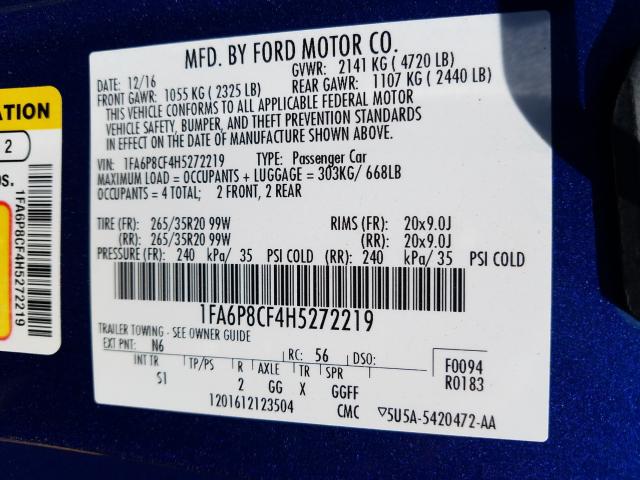 MFD. BY FORD MOTOR CO.
DATE: 12/16 GVWR: 2141 KG ( 4720 LB)
FRONT GAWR: 1055 KG ( 2325 LB) REAR GAWR: 1107 KG ( 2440 LB)
THIS VEHICLE CONFORMS TO ALL APPLICABLE FEDERAL MOTOR
VEHICLE SAFETY, BUMPER, AND THEFT PREVENTION STANDARDS
IN EFFECT ON THE DATE OF MANUFACTURE SHOWN ABOVE.
VIN: 1FA6P8CF4H5272219 TYPE: Passenger Car
MAXIMUM LOAD = OCCUPANTS + LUGGAGE = 303KG/ 668LB
OCCUPANTS = 4 TOTAL; 2 FRONT, 2 REAR
TIRE (FR): 265/35R20 99W RIMS (FR): 20x9.0J
(RR): 265/35R20 99W (RR): 20x9.0J
PRESSURE (FR): 240 kPa/ 35 PSI COLD (RR): 240 kPa/ 35 PSI COLD
1FA6P8CF4H5272219
TRAILER TOWING - SEE OWNER GUIDE
EXT PNT: N6 RC: 56 DSO: F0094
INT TR TP/PS R AXLE TR SPR R0183
S1 2 GG X GGFF
1201612123504 CMC ▽5U5A-5420472-AA
ATION
2
OS.
1FA6P8CF4H5272219